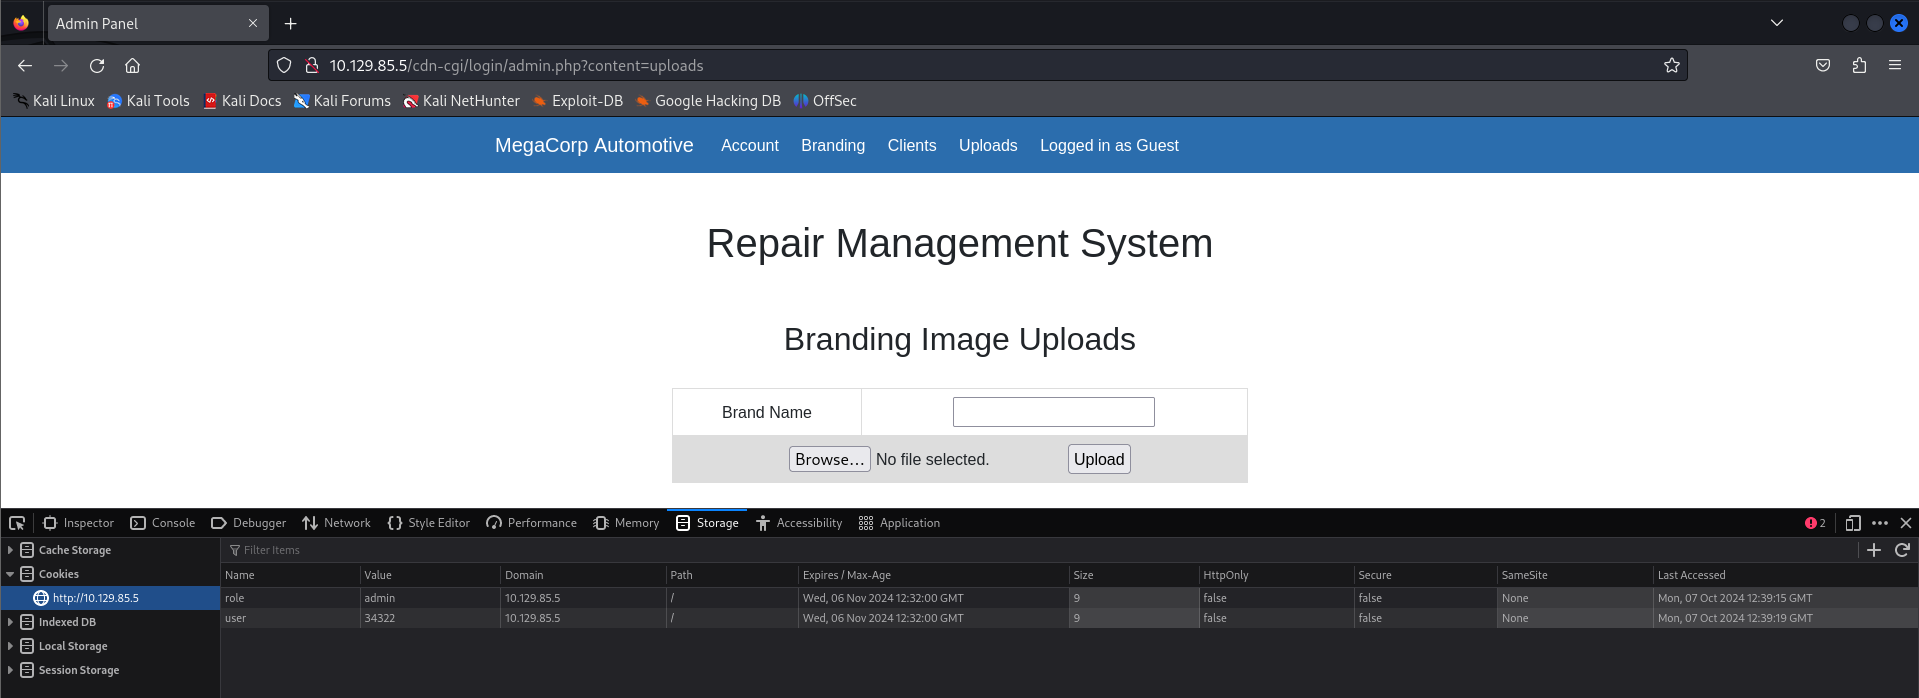 Admin Panel
10.129.85.5/cdn-cgi/login/admin.php?content=uploads
Kali Linux Kali Tools Kali Docs Kali Forums Kali NetHunter Exploit-DB Google Hacking DB OffSec
MegaCorp Automotive Account Branding Clients Uploads Logged in as Guest
Repair Management System
Branding Image Uploads
Brand Name
Browse... No file selected. Upload
Inspector Console Debugger Network Style Editor Performance Memory Storage Accessibility Application 2
Cache Storage Filter Items
Cookies Name Value Domain Path Expires / Max-Age Size HttpOnly Secure SameSite Last Accessed
http://10.129.85.5 role admin 10.129.85.5 / Wed, 06 Nov 2024 12:32:00 GMT 9 false false None Mon, 07 Oct 2024 12:39:15 GMT
Indexed DB user 34322 10.129.85.5 / Wed, 06 Nov 2024 12:32:00 GMT 9 false false None Mon, 07 Oct 2024 12:39:19 GMT
Local Storage
Session Storage